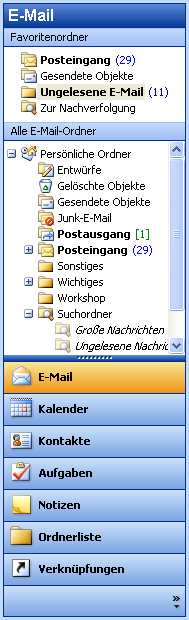 E-Mail
Favoritenordner
Posteingang (29)
Gesendete Objekte
Ungelesene E-Mail (11)
Zur Nachverfolgung
Alle E-Mail-Ordner
Persönliche Ordner
Entwürfe
Gelöschte Objekte
Gesendete Objekte
Junk-E-Mail
Postausgang [1]
Posteingang (29)
Sonstiges
Wichtiges
Workshop
Suchordner
Große Nachrichten
Ungelesene Nachric
E-Mail
Kalender
Kontakte
Aufgaben
Notizen
Ordnerliste
Verknüpfungen